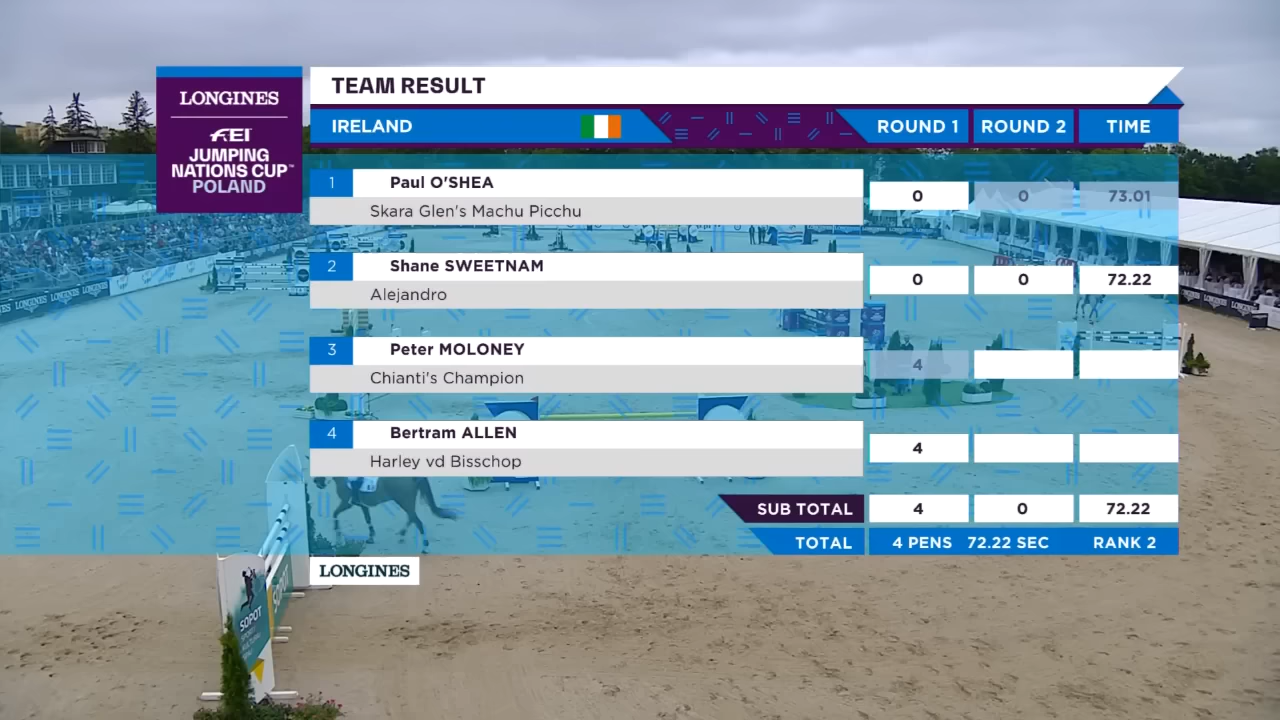 TEAM RESULT
LONGINES
FEI
JUMPING
NATIONS CUP™
POLAND
IRELAND ROUND 1 ROUND 2 TIME
1 Paul O'SHEA 0 0 73.01
Skara Glen's Machu Picchu
2 Shane SWEETNAM 0 0 72.22
Alejandro
3 Peter MOLONEY 4
Chianti's Champion
4 Bertram ALLEN 4
Harley vd Bisschop
SUB TOTAL 4 0 72.22
TOTAL 4 PENS 72.22 SEC RANK 2
LONGINES
LONGINES LONGINES
SOPOT
SOPOT